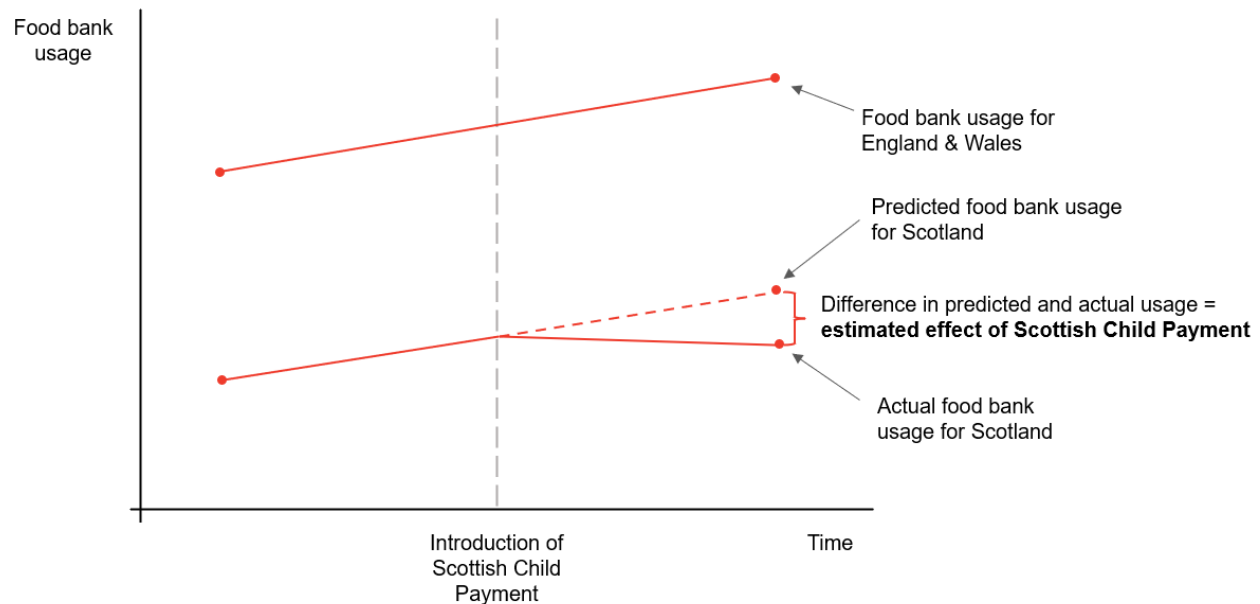 Food bank
usage
Food bank usage for
England & Wales
Predicted food bank usage
for Scotland
Difference in predicted and actual usage =
estimated effect of Scottish Child Payment
Actual food bank
usage for Scotland
Introduction of
Scottish Child
Payment
Time